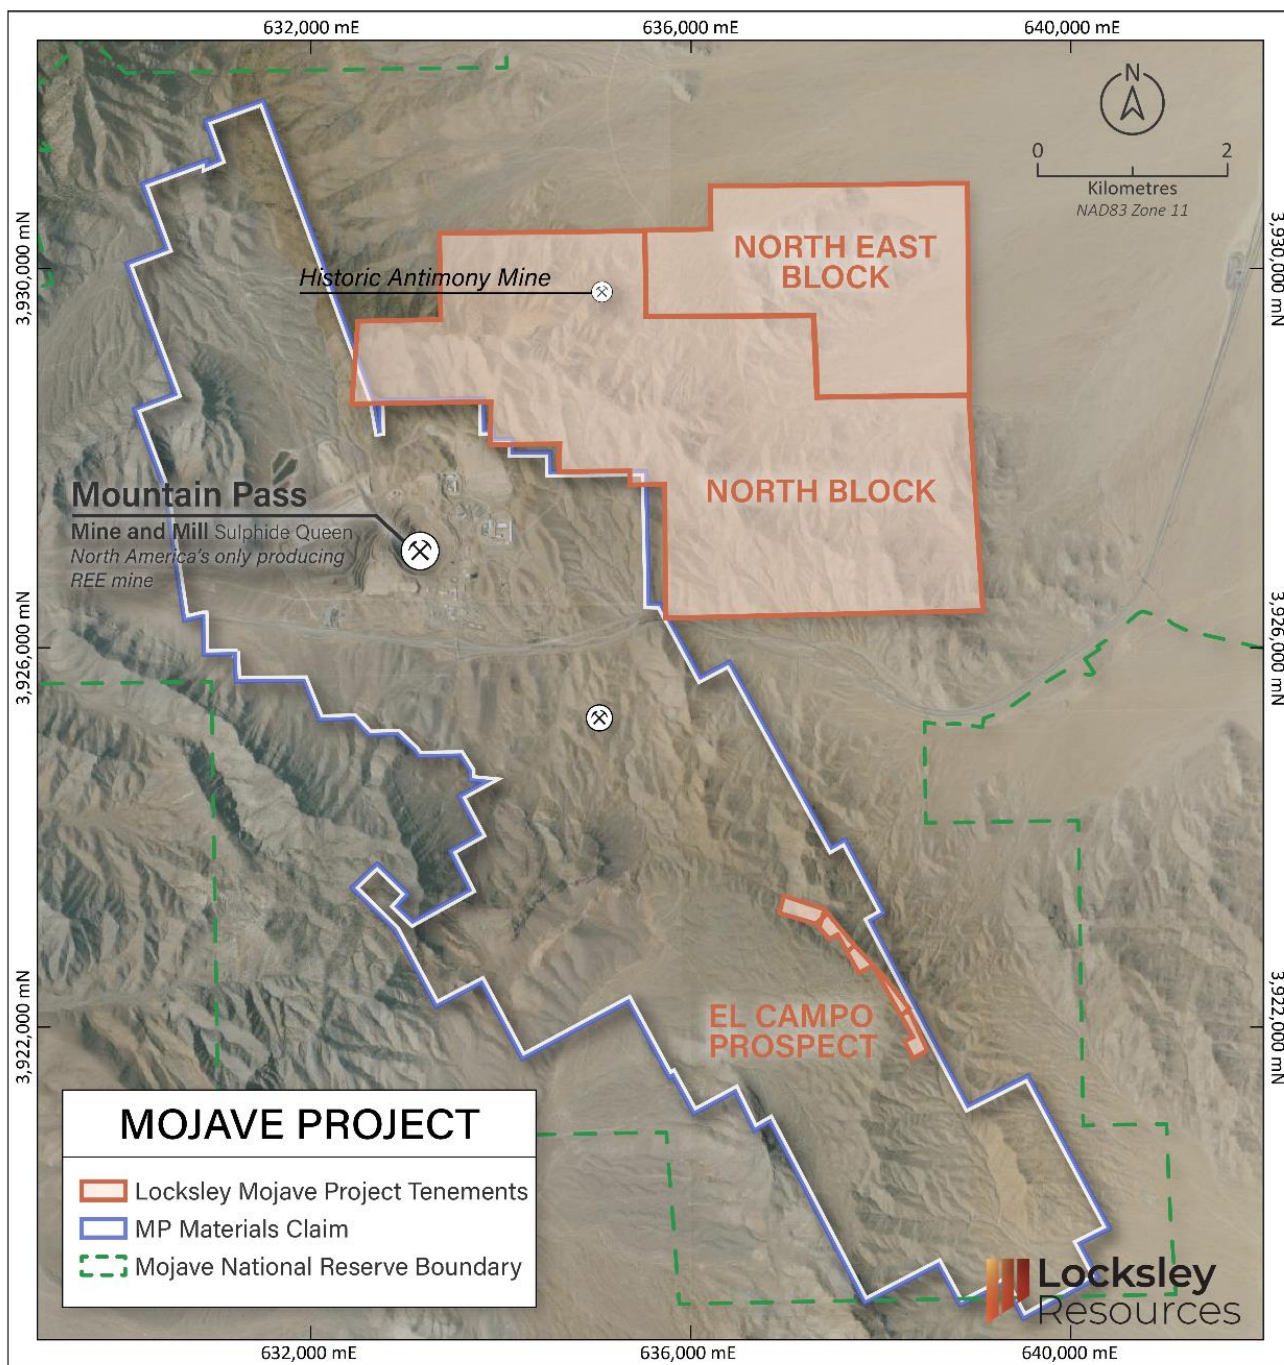 632,000 mE
636,000 mE
640,000 mE
N
0
2
Kilometres
NAD83 Zone 11
3,930,000 mN
3,930,000 mN
NORTH EAST
BLOCK
Historic Antimony Mine
NORTH BLOCK
Mountain Pass
Mine and Mill Sulphide Queen
North America's only producing
REE mine
3,926,000 mN
3,926,000 mN
EL CAMPO
PROSPECT
3,922,000 mN
3,922,000 mN
MOJAVE PROJECT
Locksley Mojave Project Tenements
MP Materials Claim
Mojave National Reserve Boundary
Locksley
Resources
632,000 mE
636,000 mE
640,000 mE